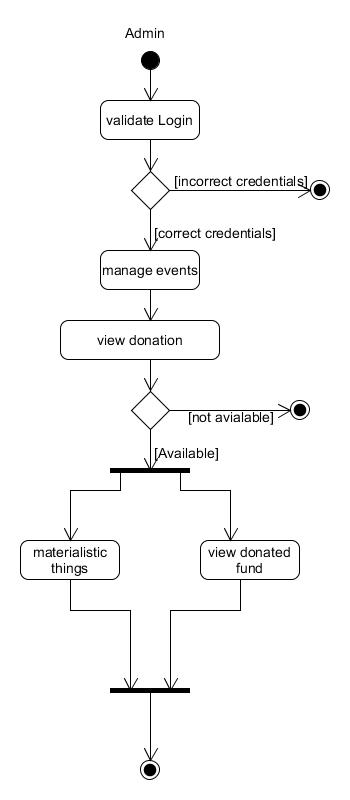 Admin
validate Login
[incorrect credentials]
[correct credentials]
manage events
view donation
[not avialable]
[Available]
materialistic
things
view donated
fund